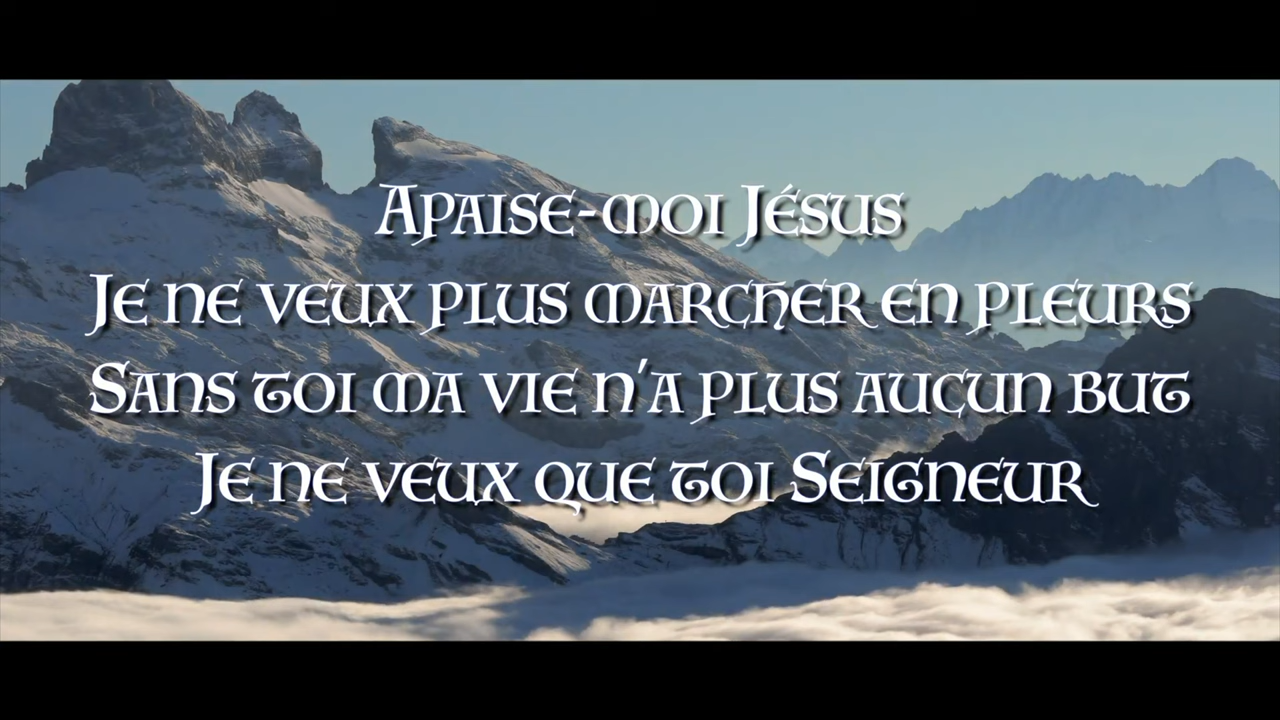 Apaisé-moi Jésus
Je ne veux plus marcher en pleurs
Sans toi ma vie n'a plus aucun but
Je ne veux que toi Seigneur